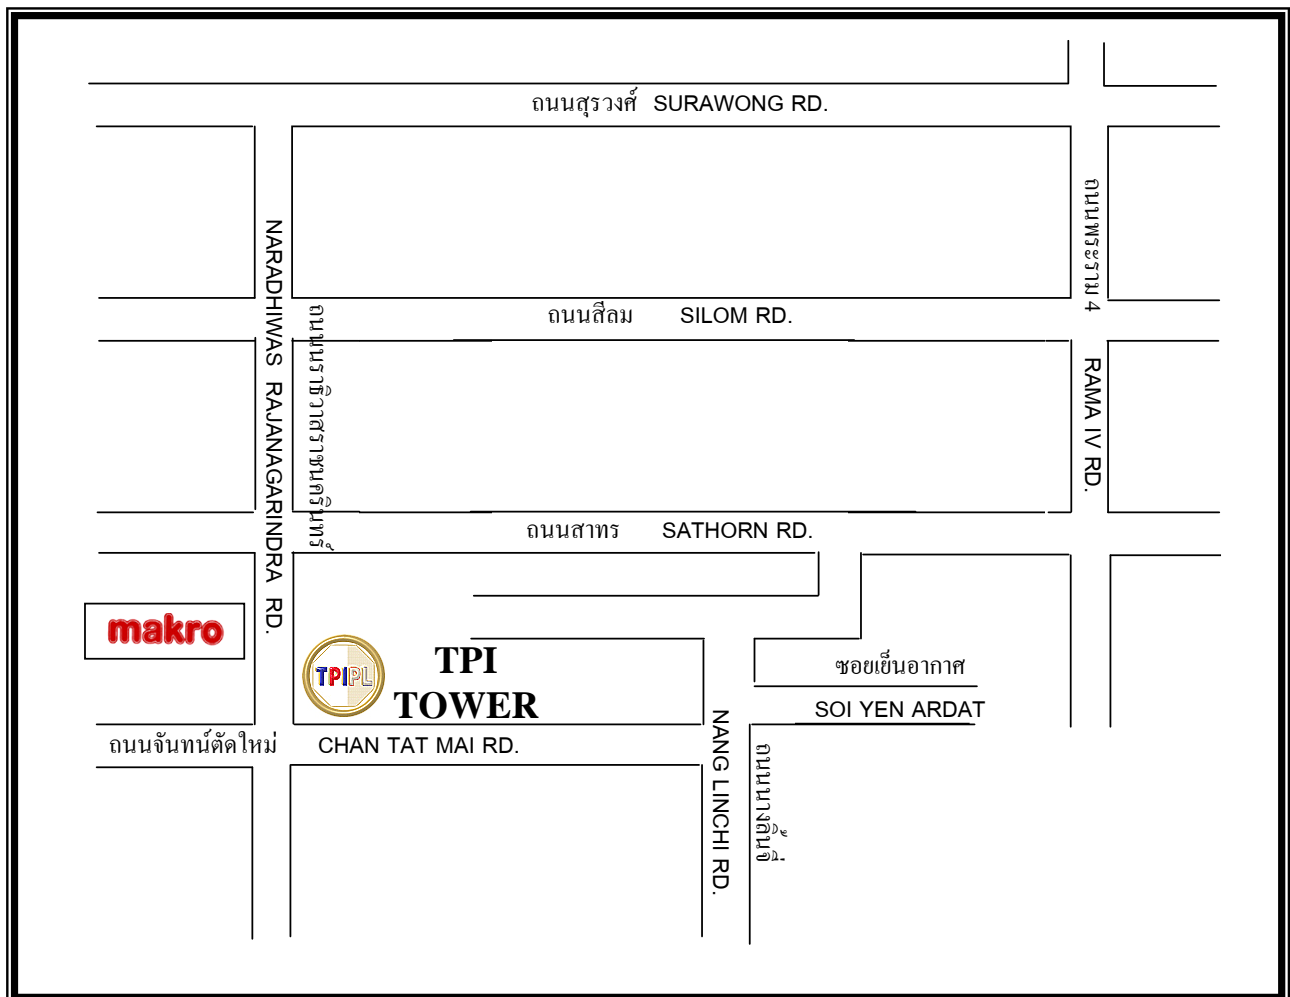 ถนนสุรวงศ์ SURAWONG RD.
ถนนพระราม 4
RAMA IV RD.
NARADHIWAS RAJANAGARINDRA RD.
ถนนนราธิวาสราชนครินทร์
ถนนสีลม SILOM RD.
ถนนสาทร SATHORN RD.
makro
TPIPL
TPI
TOWER
ซอยเย็นอากาศ
SOI YEN ARDAT
ถนนจันทน์ตัดใหม่ CHAN TAT MAI RD.
NANG LINCHI RD.
ถนนนางลิ้นจี่